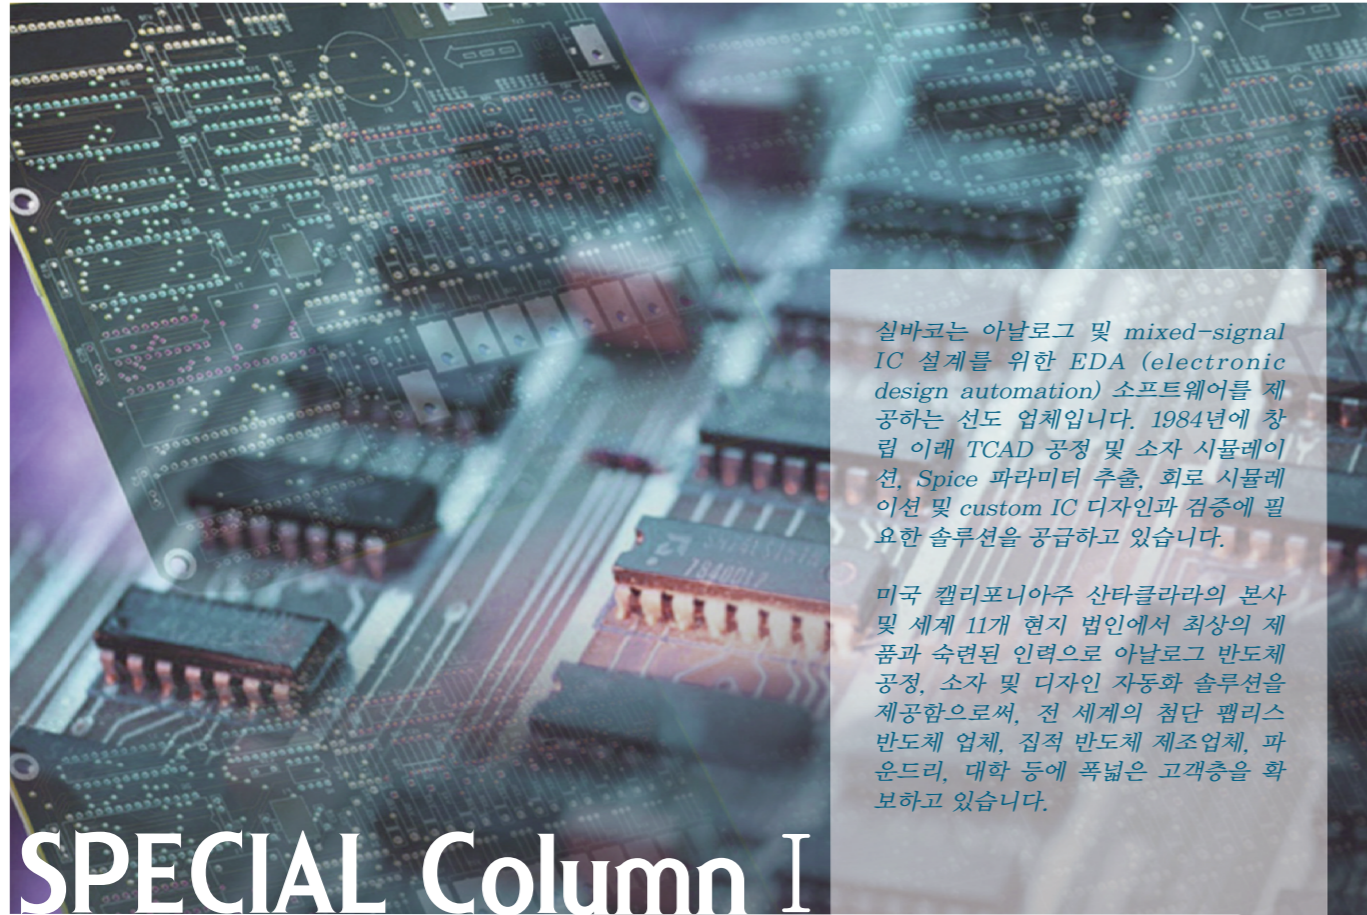 실바코는 아날로그 및 mixed-signal
IC 설계를 위한 EDA (electronic
design automation) 소프트웨어를 제
공하는 선도 업체입니다. 1984년에 창
립 이래 TCAD 공정 및 소자 시뮬레이
션, Spice 파라미터 추출, 회로 시뮬레
이션 및 custom IC 디자인과 검증에 필
요한 솔루션을 공급하고 있습니다.
미국 캘리포니아주 산타클라라의 본사
및 세계 11개 현지 법인에서 최상의 제
품과 숙련된 인력으로 아날로그 반도체
공정, 소자 및 디자인 자동화 솔루션을
제공함으로써, 전 세계의 첨단 팹리스
반도체 업체, 집적 반도체 제조업체, 파
운드리, 대학 등에 폭넓은 고객층을 확
보하고 있습니다.
SPECIAL Column I